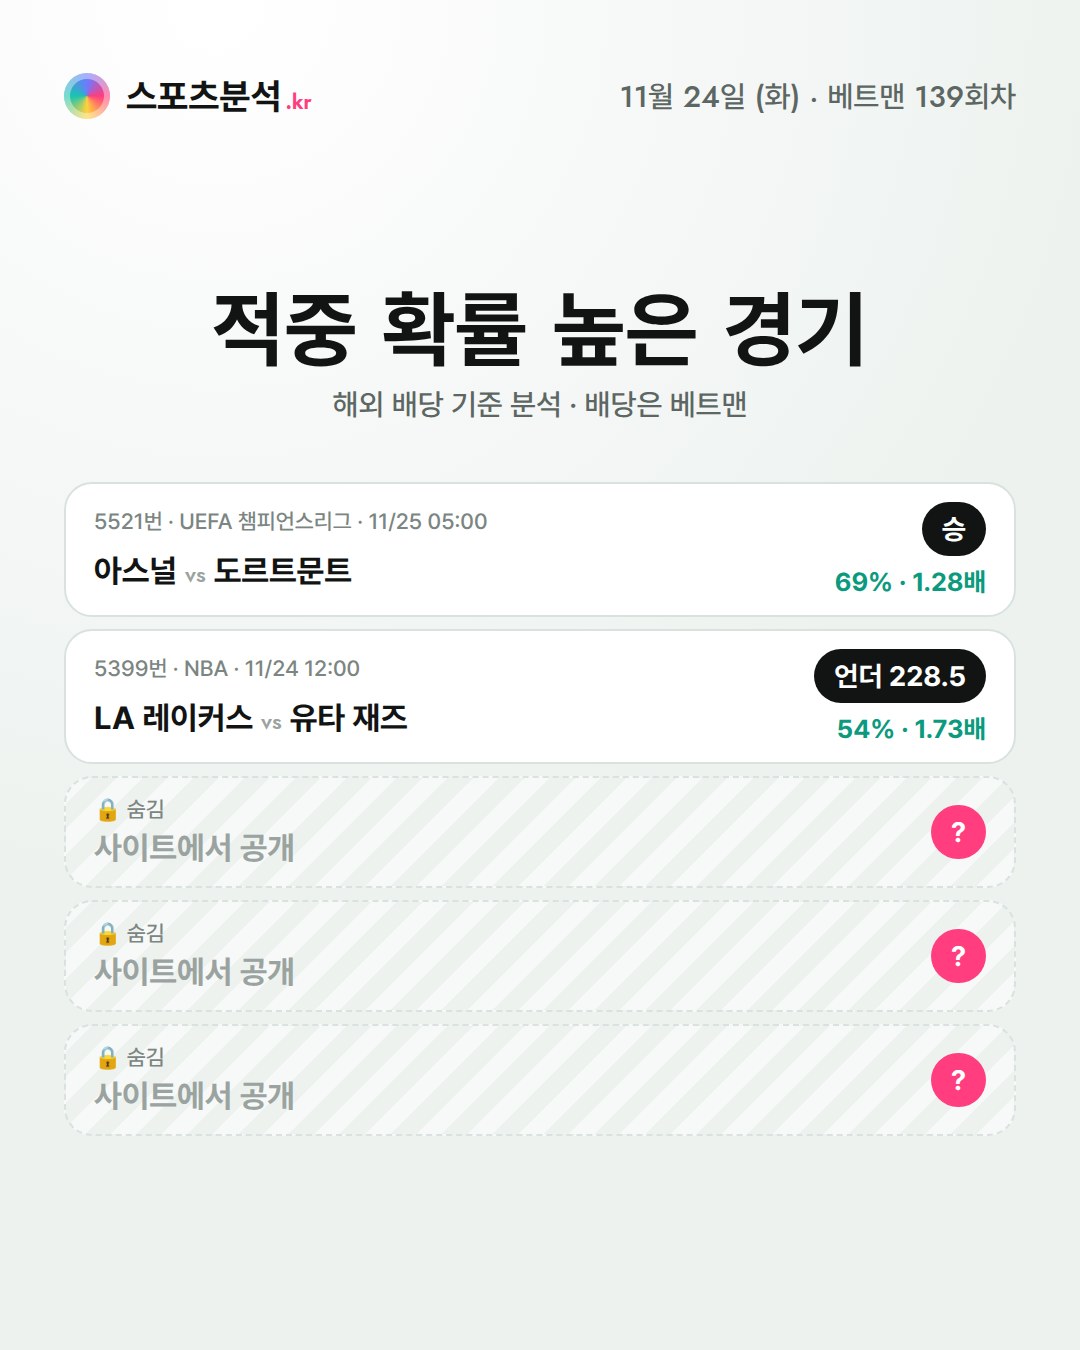 스포츠분석.kr
11월 24일 (화) · 베트맨 139회차
적중 확률 높은 경기
해외 배당 기준 분석 · 배당은 베트맨
5521번 · UEFA 챔피언스리그 · 11/25 05:00
아스널 vs 도르트문트
승
69% · 1.28배
5399번 · NBA · 11/24 12:00
LA 레이커스 vs 유타 재즈
언더 228.5
54% · 1.73배
🔒 숨김
사이트에서 공개
?
🔒 숨김
사이트에서 공개
?
🔒 숨김
사이트에서 공개
?